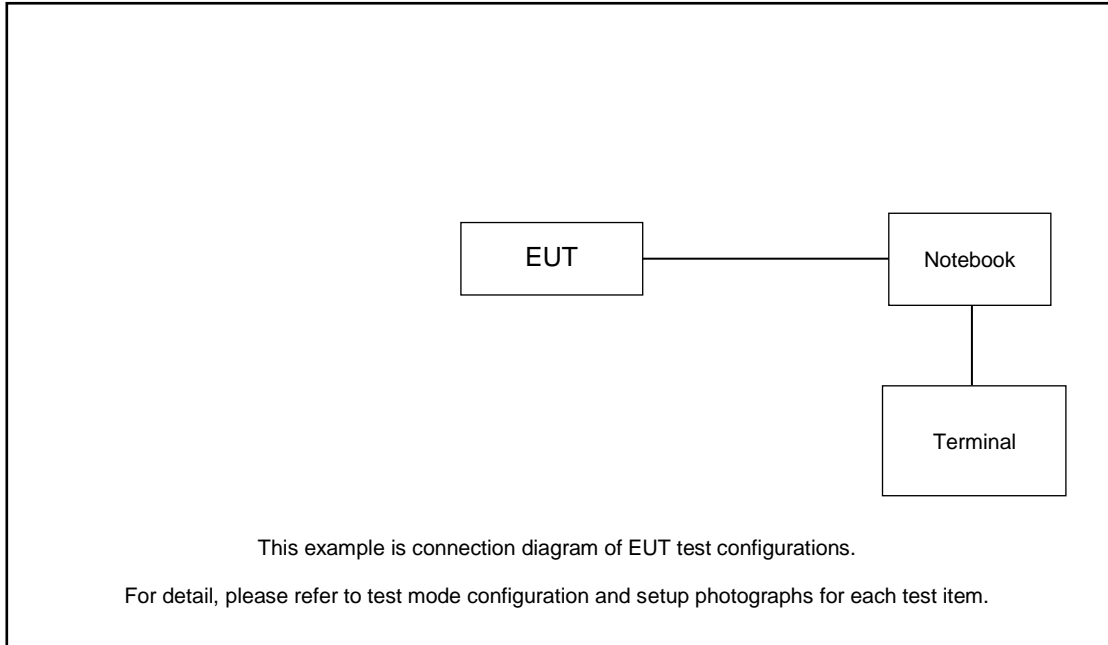 EUT
Notebook
Terminal
This example is connection diagram of EUT test configurations.
For detail, please refer to test mode configuration and setup photographs for each test item.